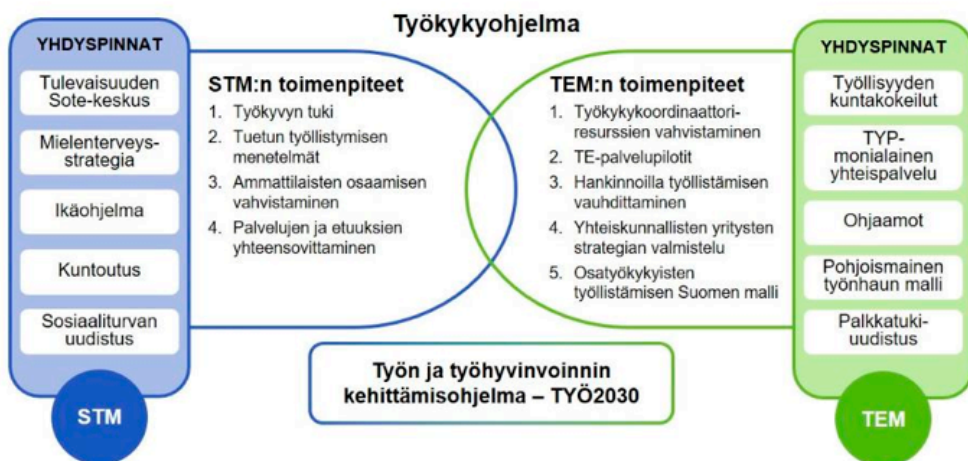 Työkykyohjelma
YHDYSPINNAT
Tulevaisuuden
Sote-keskus
Mielenterveys-
strategia
Ikäohjelma
Kuntoutus
Sosiaaliturvan
uudistus
STM
STM:n toimenpiteet
1. Työkyvyn tuki
2. Tuetun työllistymisen
menetelmät
3. Ammattilaisten osaamisen
vahvistaminen
4. Palvelujen ja etuuksien
yhteensovittaminen
TEM:n toimenpiteet
1. Työkykykoordinaattori-
resurssien vahvistaminen
2. TE-palvelupilotit
3. Hankinnoilla työllistämisen
vauhdittaminen
4. Yhteiskunnallisten yritysten
strategian valmistelu
5. Osatyökykyisten
työllistämisen Suomen malli
YHDYSPINNAT
Työllisyyden
kuntakokeilut
TYP-
monialainen
yhteispalvelu
Ohjaamot
Pohjoismainen
työnhaun malli
Palkkatuki-
uudistus
TEM
Työn ja työhyvinvoinnin
kehittämisohjelma – TYÖ2030